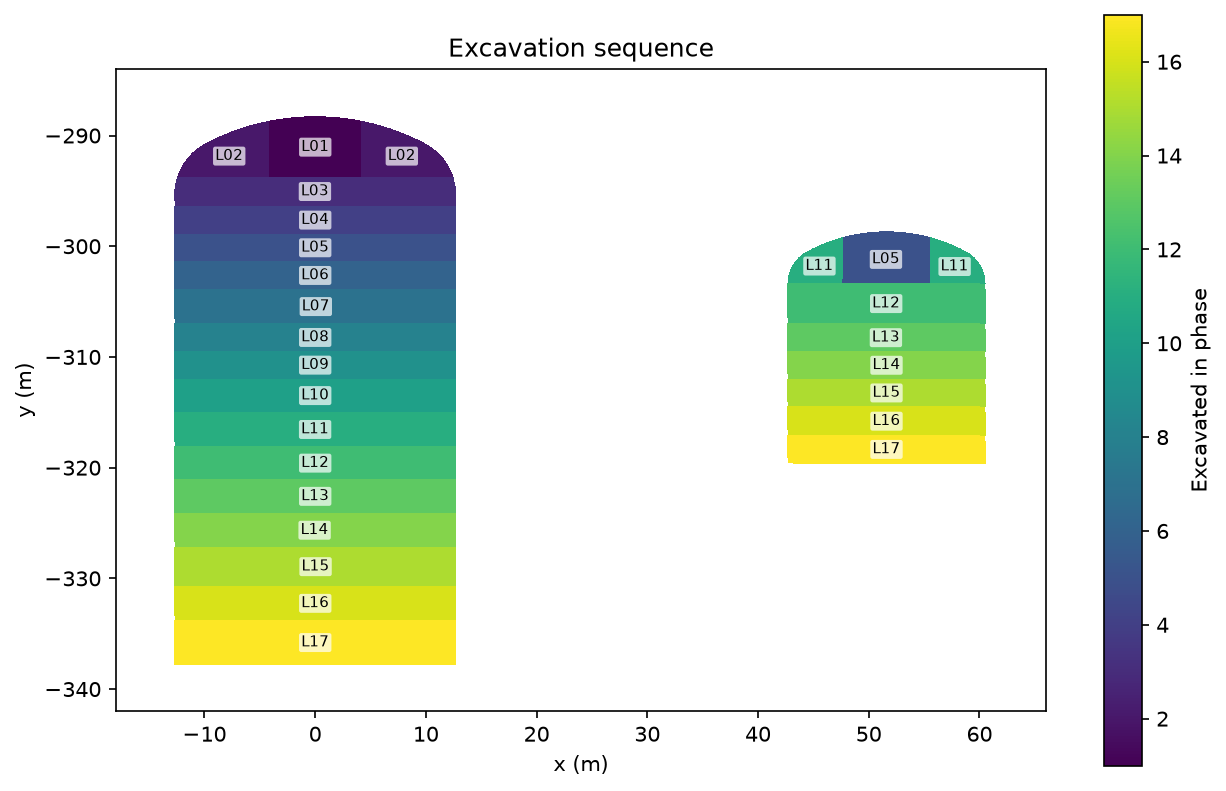 Excavation sequence
−290
−300
−310
−320
−330
−340
y (m)
L02
L01
L02
L03
L04
L05
L06
L07
L08
L09
L10
L11
L12
L13
L14
L15
L16
L17
L11
L05
L11
L12
L13
L14
L15
L16
L17
−10
0
10
20
30
40
50
60
x (m)
16
14
12
10
8
6
4
2
Excavated in phase